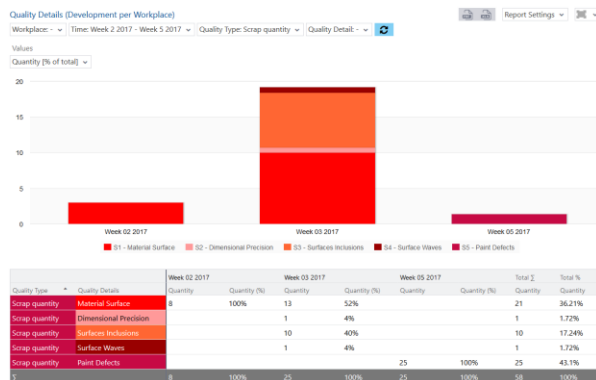 Quality Details (Development per Workplace)
Report Settings
Workplace: - Time: Week 2 2017 - Week 5 2017 Quality Type: Scrap quantity Quality Detail: -
Values
Quantity [% of total]
20
15
10
5
0
Week 02 2017 Week 03 2017 Week 05 2017
S1 - Material Surface S2 - Dimensional Precision S3 - Surfaces Inclusions S4 - Surface Waves S5 - Paint Defects
Week 02 2017 Week 03 2017 Week 05 2017 Total ∑ Total %
Quality Type Quality Details Quantity Quantity (%) Quantity Quantity (%) Quantity Quantity (%) Quantity Quantity
Scrap quantity Material Surface 8 100% 13 52% 21 36.21%
Scrap quantity Dimensional Precision 1 4% 1 1.72%
Scrap quantity Surfaces Inclusions 10 40% 10 17.24%
Scrap quantity Surface Waves 1 4% 1 1.72%
Scrap quantity Paint Defects 25 100% 25 43.1%
8 100% 25 100% 25 100% 58 100%